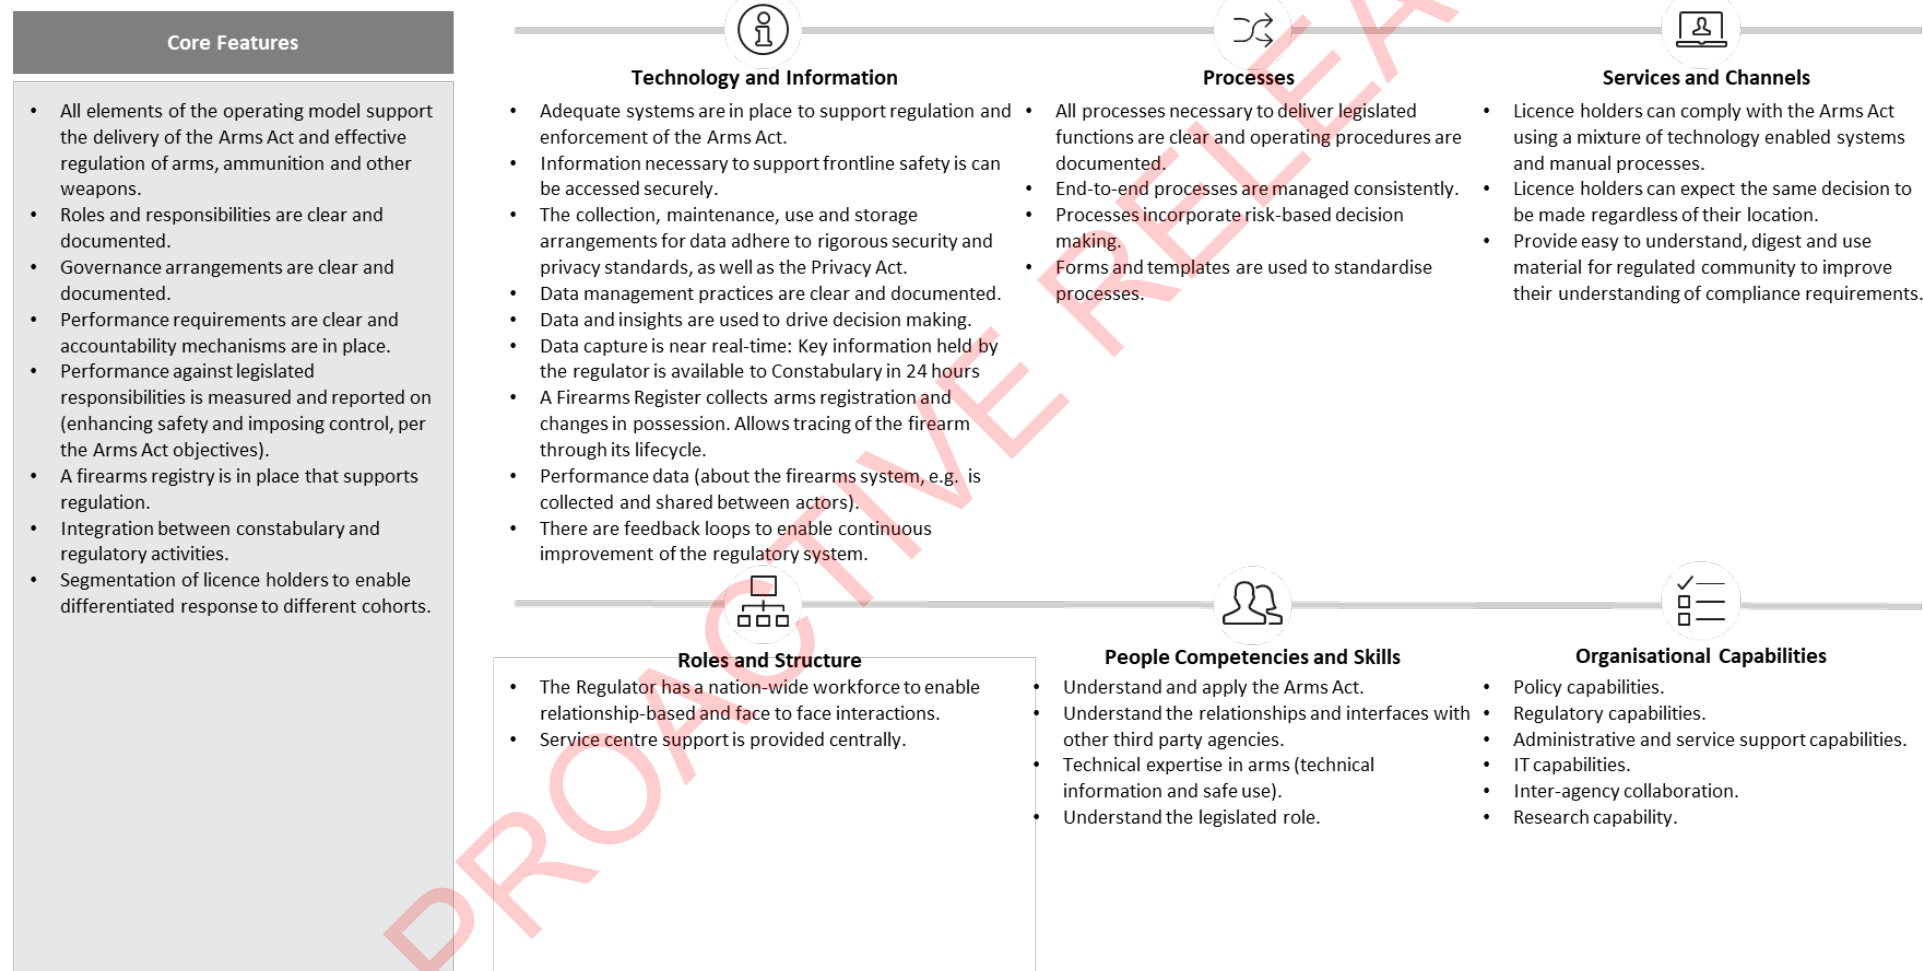 Core Features
• All elements of the operating model support
the delivery of the Arms Act and effective
regulation of arms, ammunition and other
weapons.
• Roles and responsibilities are clear and
documented.
• Governance arrangements are clear and
documented.
• Performance requirements are clear and
accountability mechanisms are in place.
• Performance against legislated
responsibilities is measured and reported on
(enhancing safety and imposing control, per
the Arms Act objectives).
• A firearms registry is in place that supports
regulation.
• Integration between constabulary and
regulatory activities.
• Segmentation of licence holders to enable
differentiated response to different cohorts.
Technology and Information
• Adequate systems are in place to support regulation and
enforcement of the Arms Act.
• Information necessary to support frontline safety is can
be accessed securely.
• The collection, maintenance, use and storage
arrangements for data adhere to rigorous security and
privacy standards, as well as the Privacy Act.
• Data management practices are clear and documented.
• Data and insights are used to drive decision making.
• Data capture is near real-time: Key information held by
the regulator is available to Constabulary in 24 hours
• A Firearms Register collects arms registration and
changes in possession. Allows tracing of the firearm
through its lifecycle.
• Performance data (about the firearms system, e.g. is
collected and shared between actors).
• There are feedback loops to enable continuous
improvement of the regulatory system.
Processes
• All processes necessary to deliver legislated
functions are clear and operating procedures are
documented.
• End-to-end processes are managed consistently.
• Processes incorporate risk-based decision
making.
• Forms and templates are used to standardise
processes.
Services and Channels
• Licence holders can comply with the Arms Act
using a mixture of technology enabled systems
and manual processes.
• Licence holders can expect the same decision to
be made regardless of their location.
• Provide easy to understand, digest and use
material for regulated community to improve
their understanding of compliance requirements.
Roles and Structure
• The Regulator has a nation-wide workforce to enable
relationship-based and face to face interactions.
• Service centre support is provided centrally.
People Competencies and Skills
• Understand and apply the Arms Act.
• Understand the relationships and interfaces with
other third party agencies.
• Technical expertise in arms (technical
information and safe use).
• Understand the legislated role.
Organisational Capabilities
• Policy capabilities.
• Regulatory capabilities.
• Administrative and service support capabilities.
• IT capabilities.
• Inter-agency collaboration.
• Research capability.
PROACTIVE RELEA